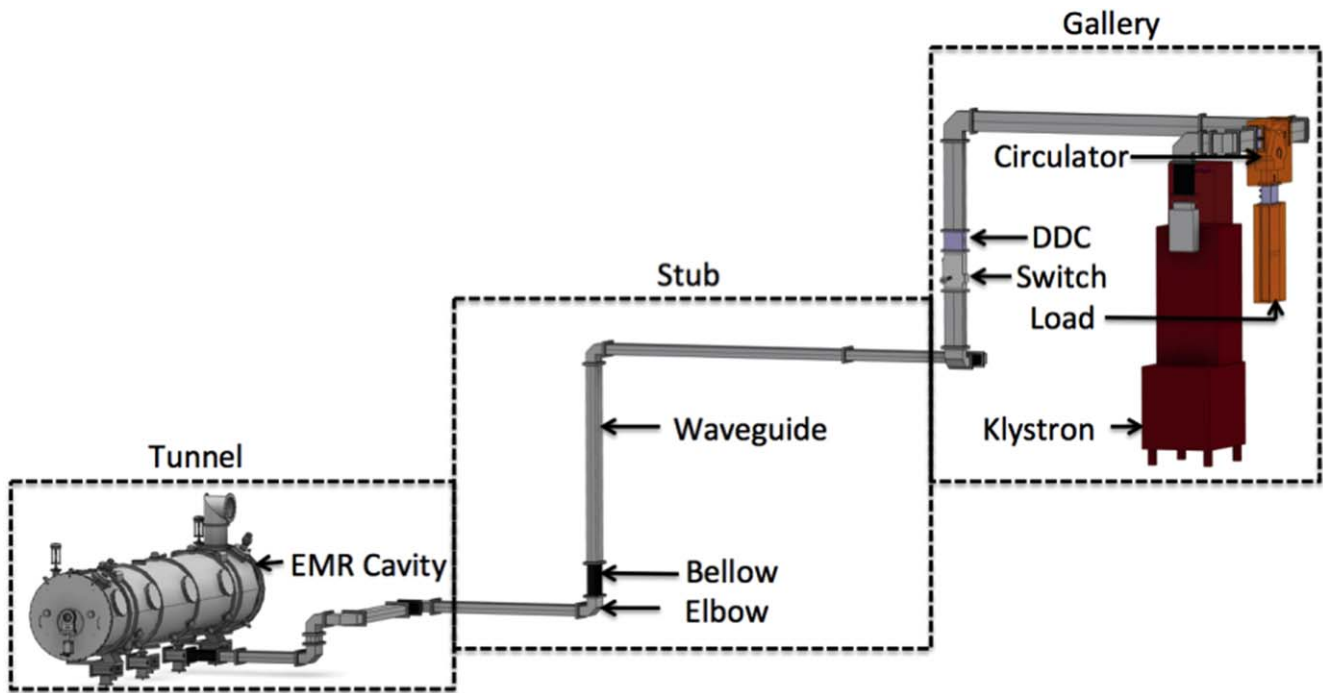 Gallery
Circulator
DDC
Switch
Load
Klystron
Stub
Waveguide
Bellow
Elbow
Tunnel
EMR Cavity